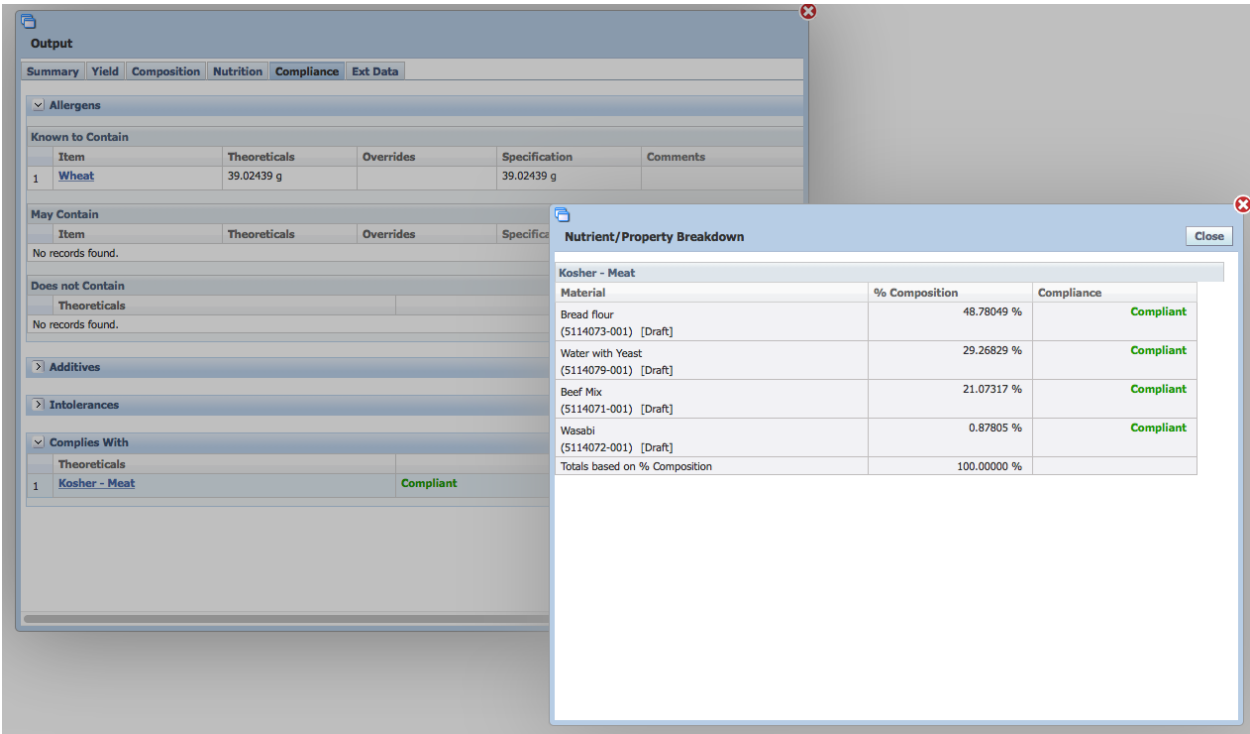 Output
Summary Yield Composition Nutrition Compliance Ext Data
Allergens
Known to Contain
Item Theoreticals Overrides Specification Comments
1 Wheat 39.02439 g 39.02439 g
May Contain
Item Theoreticals Overrides
No records found.
Does not Contain
Theoreticals
No records found.
Additives
Intolerances
Complies With
Theoreticals
1 Kosher - Meat Compliant
Nutrient/Property Breakdown Close
Kosher - Meat
Material % Composition Compliance
Bread flour 48.78049 % Compliant
(5114073-001) [Draft]
Water with Yeast 29.26829 % Compliant
(5114079-001) [Draft]
Beef Mix 21.07317 % Compliant
(5114071-001) [Draft]
Wasabi 0.87805 % Compliant
(5114072-001) [Draft]
Totals based on % Composition 100.00000 %